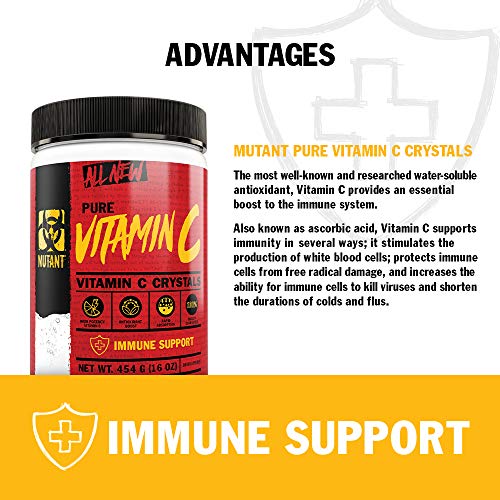 ADVANTAGES
MUTANT PURE VITAMIN C CRYSTALS
The most well-known and researched water-soluble
antioxidant, Vitamin C provides an essential
boost to the immune system.
Also known as ascorbic acid, Vitamin C supports
immunity in several ways; it stimulates the
production of white blood cells; protects immune
cells from free radical damage, and increases the
ability for immune cells to kill viruses and shorten
the durations of colds and flus.
ALL NEW
PURE
VITAMIN C
MUTANT
VITAMIN C CRYSTALS
IMMUNE SUPPORT
NET WT. 454 G (16 OZ)
IMMUNE SUPPORT